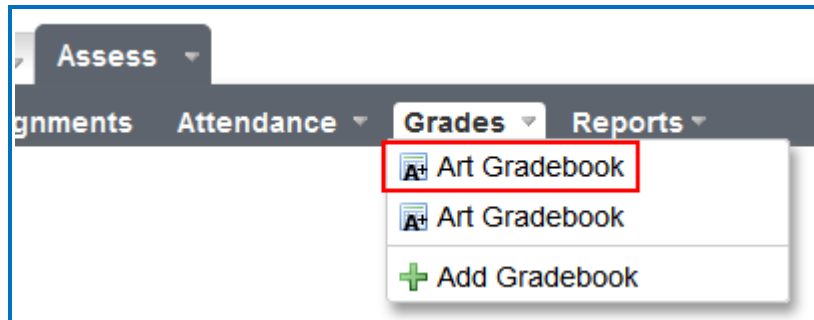 Assess
gnments Attendance Grades Reports
A+ Art Gradebook
A+ Art Gradebook
Add Gradebook